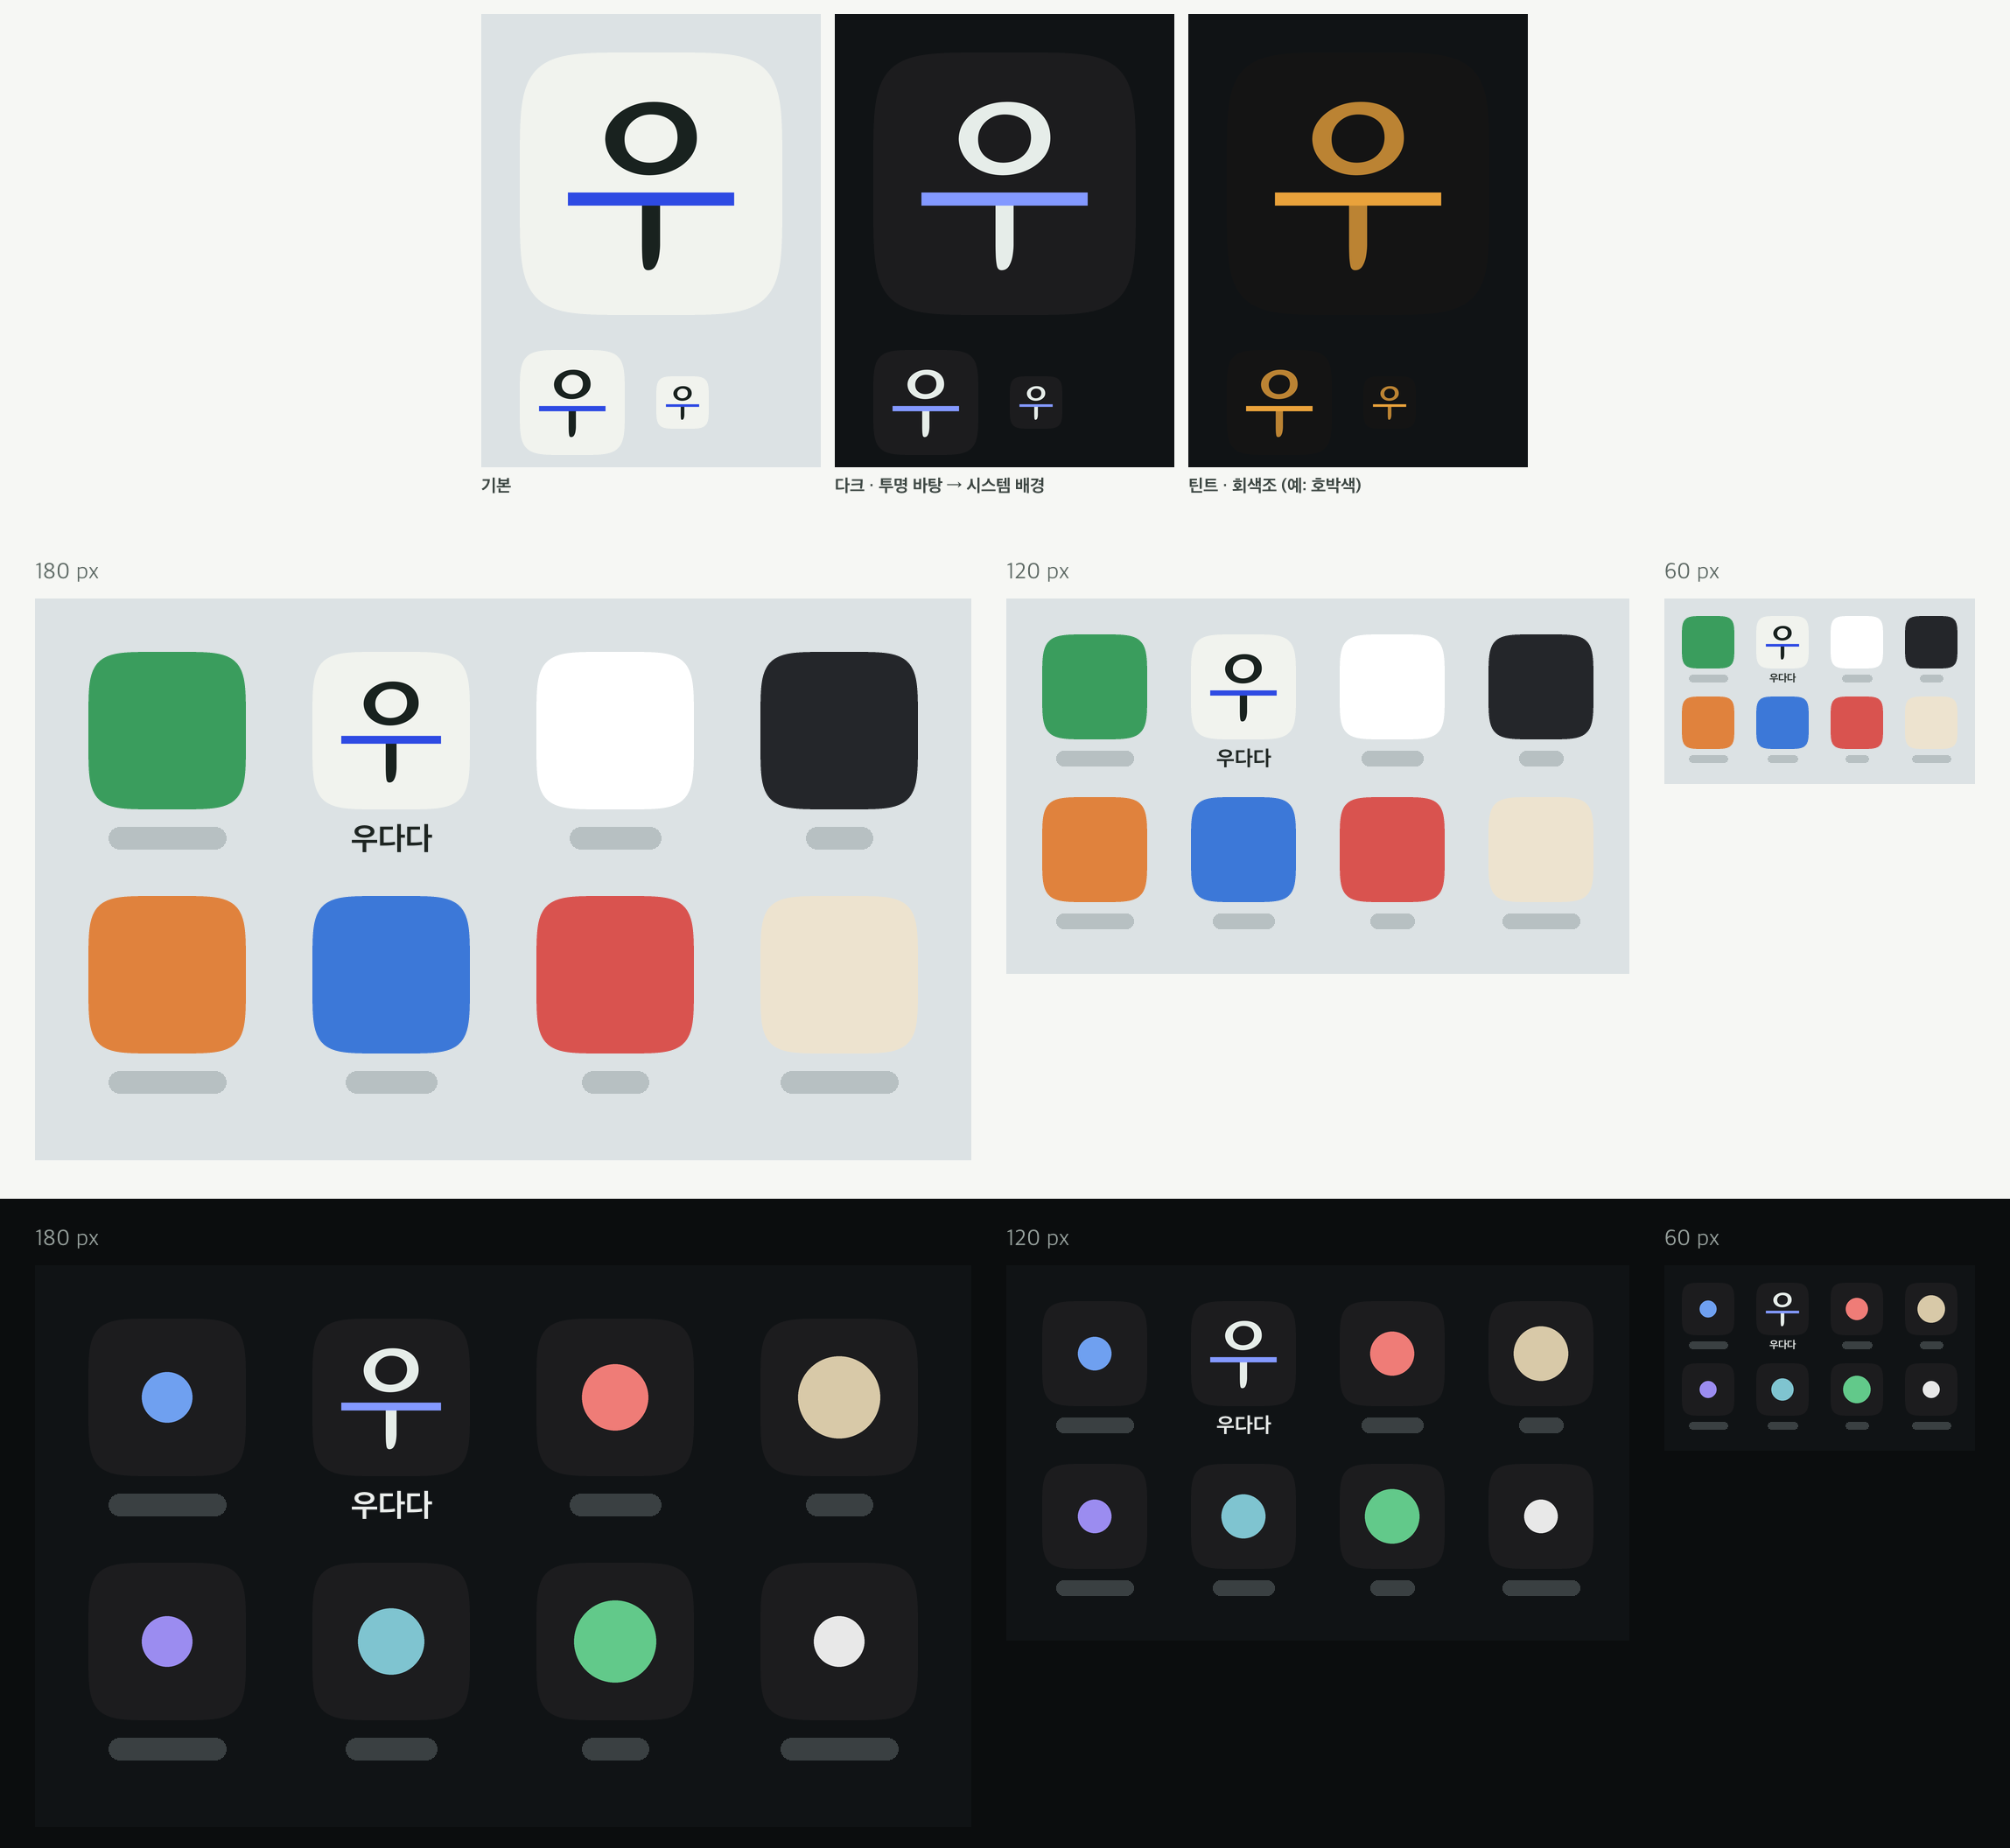 우
우
우
우 우
우 우
우 우
기본
다크 · 투명 바탕 → 시스템 배경
틴트 · 회색조 (예: 호박색)
180 px
우
우다다
120 px
우
우다다
60 px
우
우다다
180 px
우
우다다
120 px
우
우다다
60 px
우
우다다